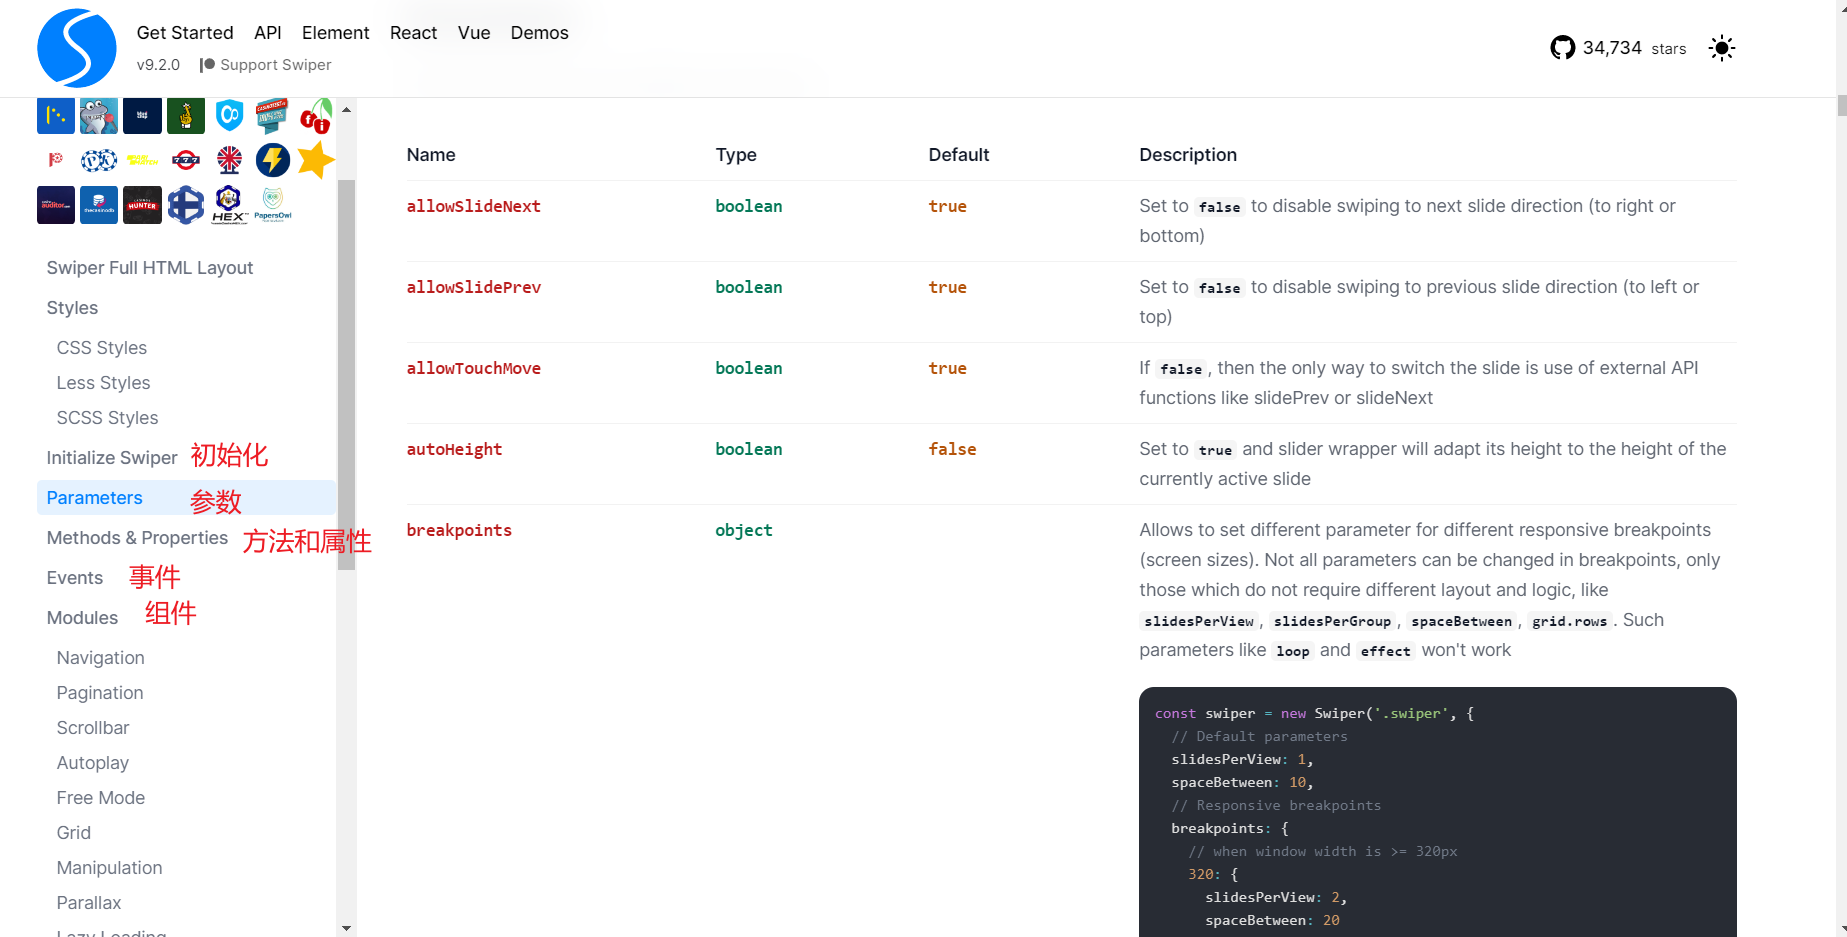 Get Started API Element React Vue Demos
v9.2.0 Support Swiper
34,734 stars
777
auditor
thecasinodb
HUNTER
HEX
PapersOwl
Swiper Full HTML Layout
Styles
CSS Styles
Less Styles
SCSS Styles
Initialize Swiper 初始化
Parameters 参数
Methods & Properties 方法和属性
Events 事件
Modules 组件
Navigation
Pagination
Scrollbar
Autoplay
Free Mode
Grid
Manipulation
Parallax
Lazy Loading
Name Type Default Description
allowSlideNext boolean true Set to false to disable swiping to next slide direction (to right or
bottom)
allowSlidePrev boolean true Set to false to disable swiping to previous slide direction (to left or
top)
allowTouchMove boolean true If false, then the only way to switch the slide is use of external API
functions like slidePrev or slideNext
autoHeight boolean false Set to true and slider wrapper will adapt its height to the height of the
currently active slide
breakpoints object Allows to set different parameter for different responsive breakpoints
(screen sizes). Not all parameters can be changed in breakpoints, only
those which do not require different layout and logic, like
slidesPerView, slidesPerGroup, spaceBetween, grid.rows. Such
parameters like loop and effect won't work
const swiper = new Swiper('.swiper', {
// Default parameters
slidesPerView: 1,
spaceBetween: 10,
// Responsive breakpoints
breakpoints: {
// when window width is >= 320px
320: {
slidesPerView: 2,
spaceBetween: 20